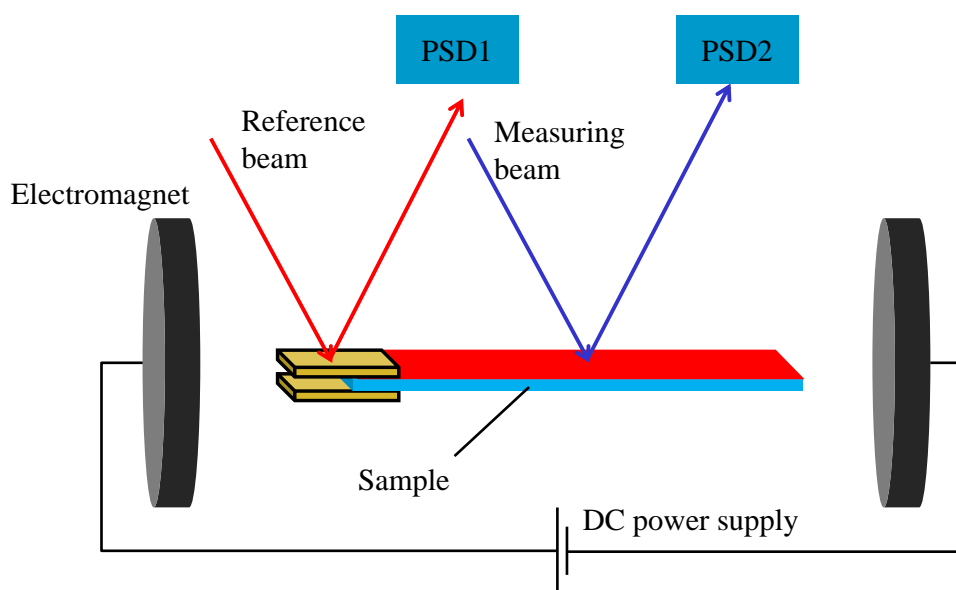 PSD1
PSD2
Reference
beam
Measuring
beam
Electromagnet
Sample
DC power supply